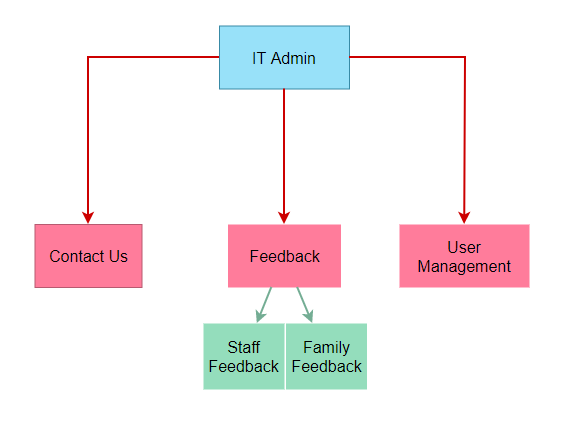 IT Admin
Contact Us
Feedback
User
Management
Staff
Feedback
Family
Feedback